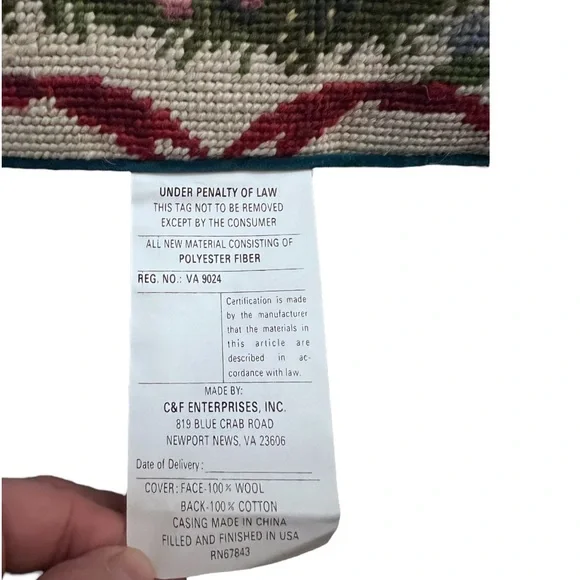 UNDER PENALTY OF LAW
THIS TAG NOT TO BE REMOVED
EXCEPT BY THE CONSUMER
ALL NEW MATERIAL CONSISTING OF
POLYESTER FIBER
REG. NO.: VA 9024
Certification is made
by the manufacturer
that the materials in
this article are
described in ac-
cordance with law.
MADE BY:
C&F ENTERPRISES, INC.
819 BLUE CRAB ROAD
NEWPORT NEWS, VA 23606
Date of Delivery:
COVER: FACE-100% WOOL
BACK-100% COTTON
CASING MADE IN CHINA
FILLED AND FINISHED IN USA
RN67843